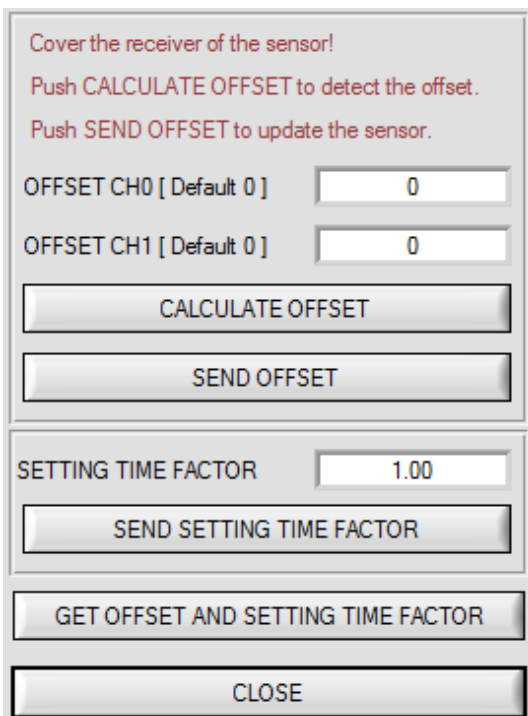 Cover the receiver of the sensor!
Push CALCULATE OFFSET to detect the offset.
Push SEND OFFSET to update the sensor.
OFFSET CH0 [ Default 0 ] 0
OFFSET CH1 [ Default 0 ] 0
CALCULATE OFFSET
SEND OFFSET
SETTING TIME FACTOR 1.00
SEND SETTING TIME FACTOR
GET OFFSET AND SETTING TIME FACTOR
CLOSE